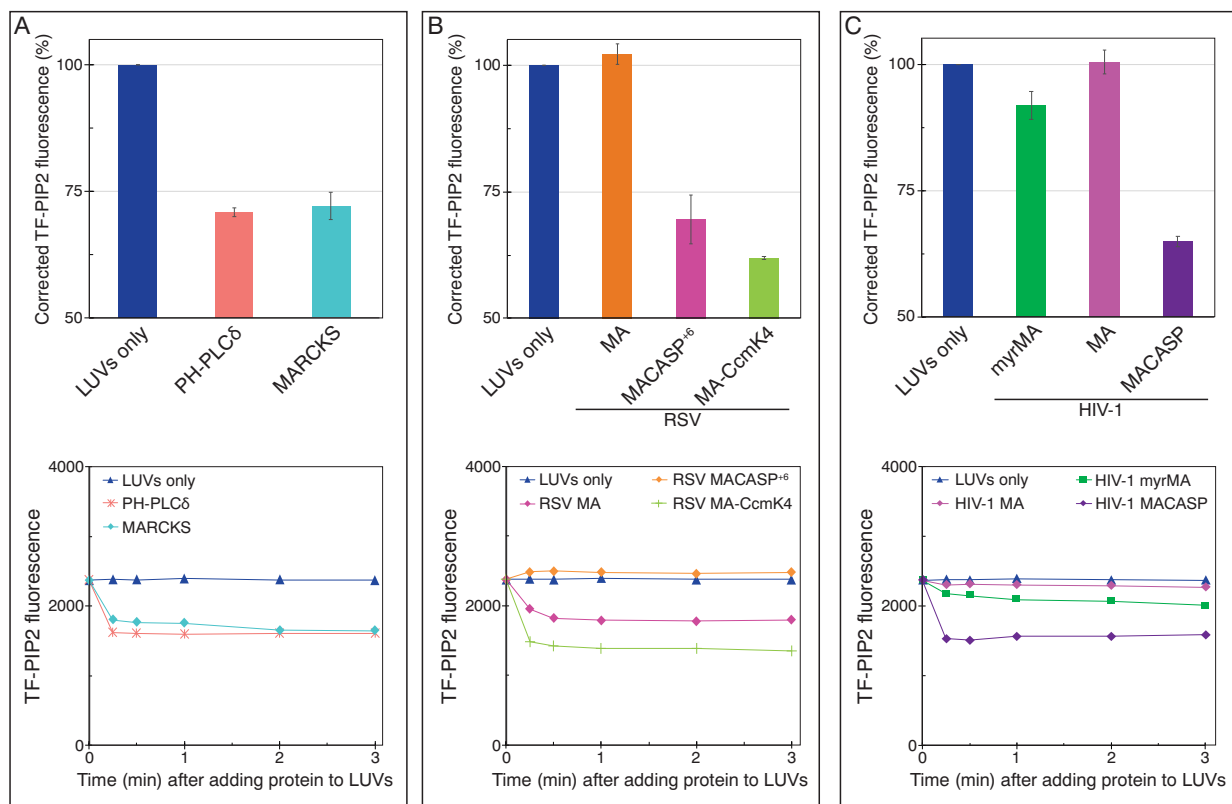 A
Corrected TF-PIP2 fluorescence (%)
100
75
50
LUVs only
PH-PLCδ
MARCKS
4000
2000
0
TF-PIP2 fluorescence
LUVs only
PH-PLCδ
MARCKS
0 1 2 3
Time (min) after adding protein to LUVs
B
Corrected TF-PIP2 fluorescence (%)
100
75
50
LUVs only
MA
MACASP+6
MA-CcmK4
RSV
4000
2000
0
TF-PIP2 fluorescence
LUVs only RSV MACASP+6
RSV MA RSV MA-CcmK4
0 1 2 3
Time (min) after adding protein to LUVs
C
Corrected TF-PIP2 fluorescence (%)
100
75
50
LUVs only
myrMA
MA
MACASP
HIV-1
4000
2000
0
TF-PIP2 fluorescence
LUVs only HIV-1 myrMA
HIV-1 MA HIV-1 MACASP
0 1 2 3
Time (min) after adding protein to LUVs